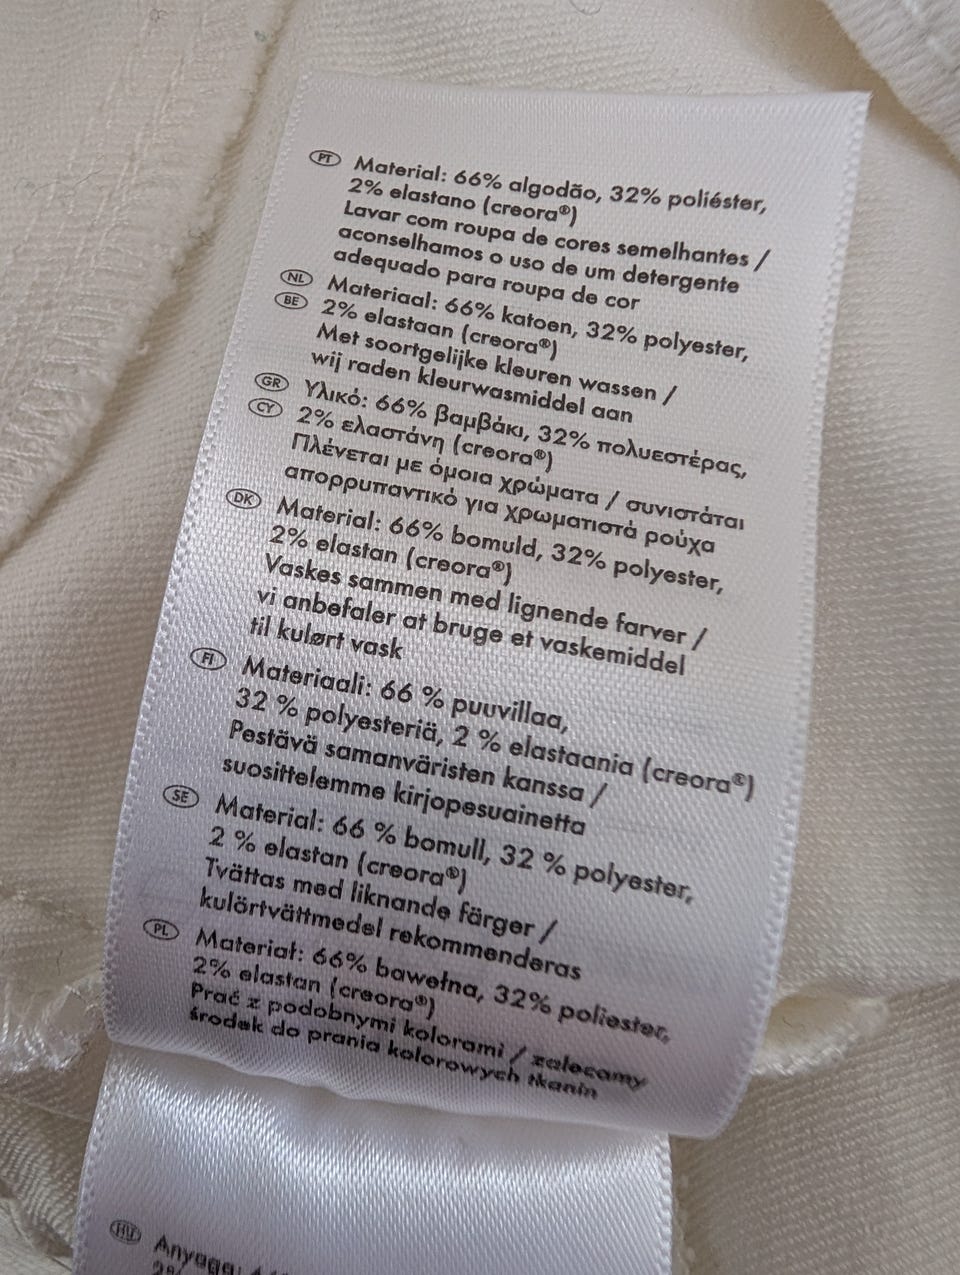 PT Material: 66% algodão, 32% poliéster,
2% elastano (creora®)
Lavar com roupa de cores semelhantes /
aconselhamos o uso de um detergente
adequado para roupa de cor
NL Materiaal: 66% katoen, 32% polyester,
BE 2% elastaan (creora®)
Met soortgelijke kleuren wassen /
wij raden kleurwasmiddel aan
GR Υλικό: 66% βαμβάκι, 32% πολυεστέρας,
CY 2% ελαστάνη (creora®)
Πλένεται με όμοια χρώματα / συνιστάται
απορρυπαντικό για χρωματιστά ρούχα
DK Material: 66% bomuld, 32% polyester,
2% elastan (creora®)
Vaskes sammen med lignende farver /
vi anbefaler at bruge et vaskemiddel
til kulørt vask
FI Materiaali: 66 % puuvillaa,
32 % polyesteriä, 2 % elastaania (creora®)
Pestävä samanväristen kanssa /
suosittelemme kirjopesuainetta
SE Material: 66 % bomull, 32 % polyester,
2 % elastan (creora®)
Tvättas med liknande färger /
kulörtvättmedel rekommenderas
PL Materiał: 66% bawełna, 32% poliester,
2% elastan (creora®)
Prać z podobnymi kolorami / zalecamy
środek do prania kolorowych tkanin
HU Anyaga: